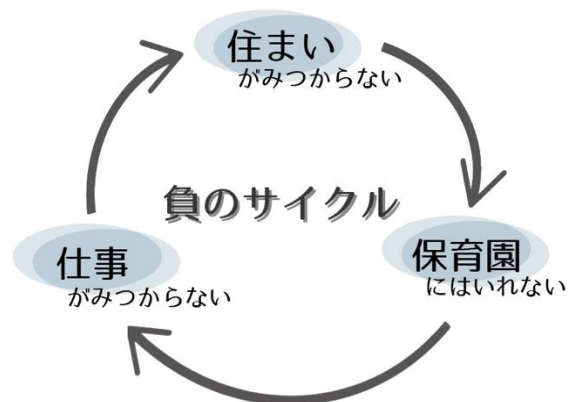 住まい
がみつからない
負のサイクル
保育園
にはいれない
仕事
がみつからない